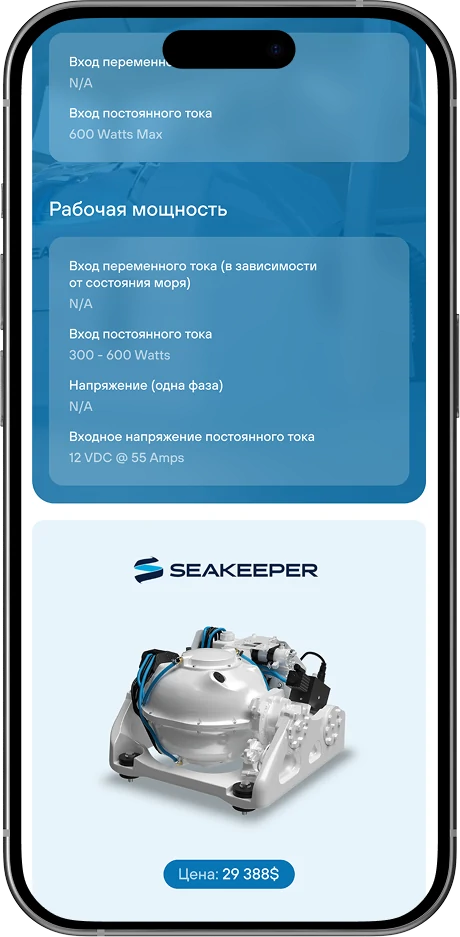 Вход переменно
N/A
Вход постоянного тока
600 Watts Max
Рабочая мощность
Вход переменного тока (в зависимости
от состояния моря)
N/A
Вход постоянного тока
300 - 600 Watts
Напряжение (одна фаза)
N/A
Входное напряжение постоянного тока
12 VDC @ 55 Amps
SEAKEEPER
Цена: 29 388$